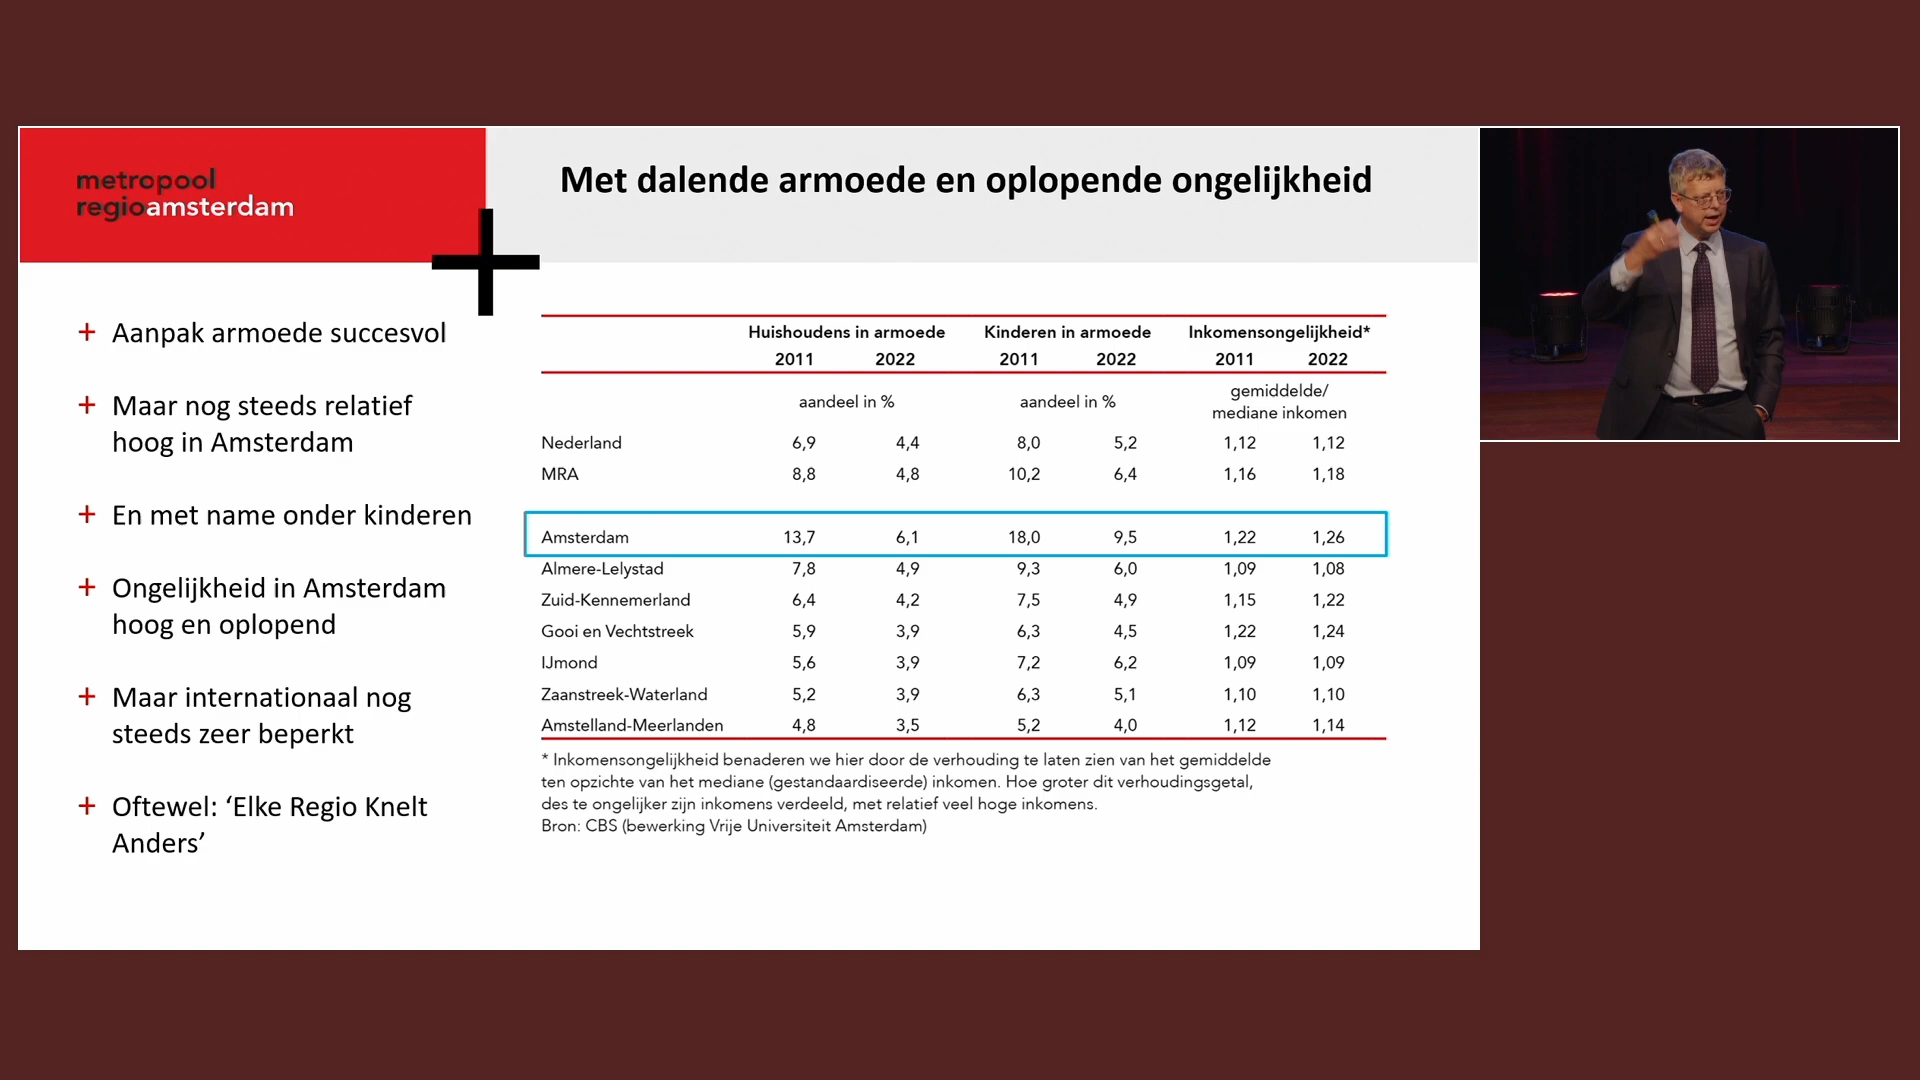 metropool
regioamsterdam
Met dalende armoede en oplopende ongelijkheid
+ Aanpak armoede succesvol
+ Maar nog steeds relatief
hoog in Amsterdam
+ En met name onder kinderen
+ Ongelijkheid in Amsterdam
hoog en oplopend
+ Maar internationaal nog
steeds zeer beperkt
+ Oftewel: ‘Elke Regio Knelt
Anders’
Huishoudens in armoede Kinderen in armoede Inkomensongelijkheid*
2011 2022 2011 2022 2011 2022
aandeel in % aandeel in % gemiddelde/
mediane inkomen
Nederland 6,9 4,4 8,0 5,2 1,12 1,12
MRA 8,8 4,8 10,2 6,4 1,16 1,18
Amsterdam 13,7 6,1 18,0 9,5 1,22 1,26
Almere-Lelystad 7,8 4,9 9,3 6,0 1,09 1,08
Zuid-Kennemerland 6,4 4,2 7,5 4,9 1,15 1,22
Gooi en Vechtstreek 5,9 3,9 6,3 4,5 1,22 1,24
IJmond 5,6 3,9 7,2 6,2 1,09 1,09
Zaanstreek-Waterland 5,2 3,9 6,3 5,1 1,10 1,10
Amstelland-Meerlanden 4,8 3,5 5,2 4,0 1,12 1,14
* Inkomensongelijkheid benaderen we hier door de verhouding te laten zien van het gemiddelde
ten opzichte van het mediane (gestandaardiseerde) inkomen. Hoe groter dit verhoudingsgetal,
des te ongelijker zijn inkomens verdeeld, met relatief veel hoge inkomens.
Bron: CBS (bewerking Vrije Universiteit Amsterdam)